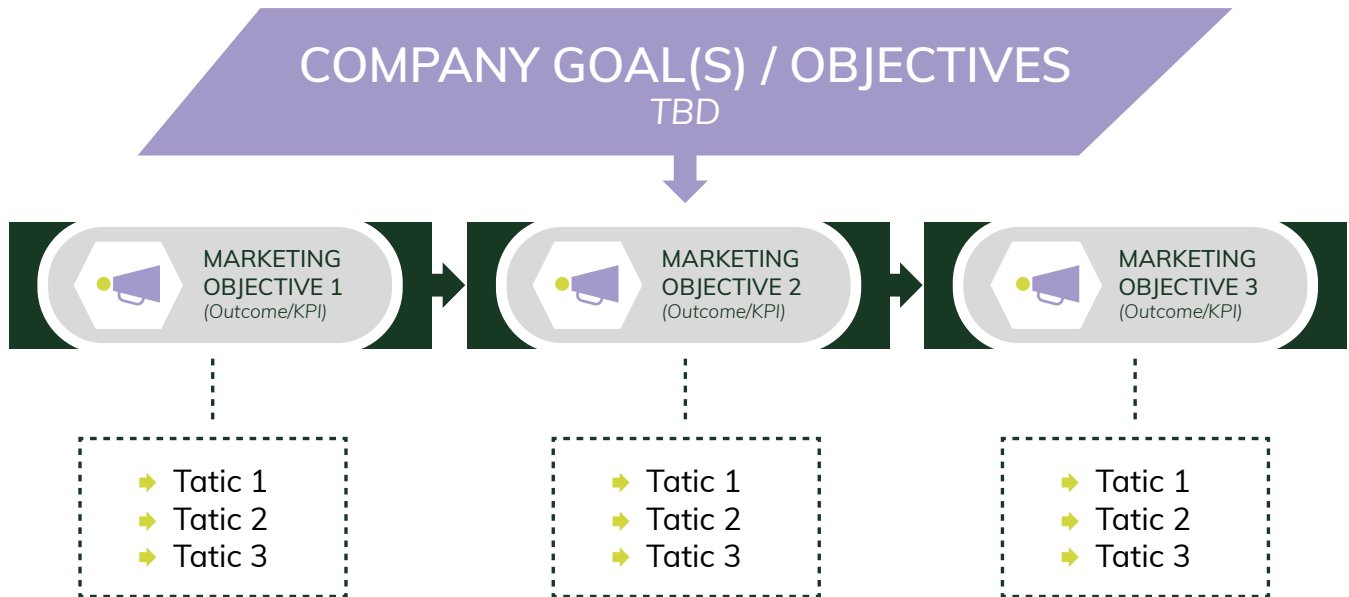 COMPANY GOAL(S) / OBJECTIVES
TBD
MARKETING
OBJECTIVE 1
(Outcome/KPI)
MARKETING
OBJECTIVE 2
(Outcome/KPI)
MARKETING
OBJECTIVE 3
(Outcome/KPI)
Tatic 1
Tatic 2
Tatic 3
Tatic 1
Tatic 2
Tatic 3
Tatic 1
Tatic 2
Tatic 3